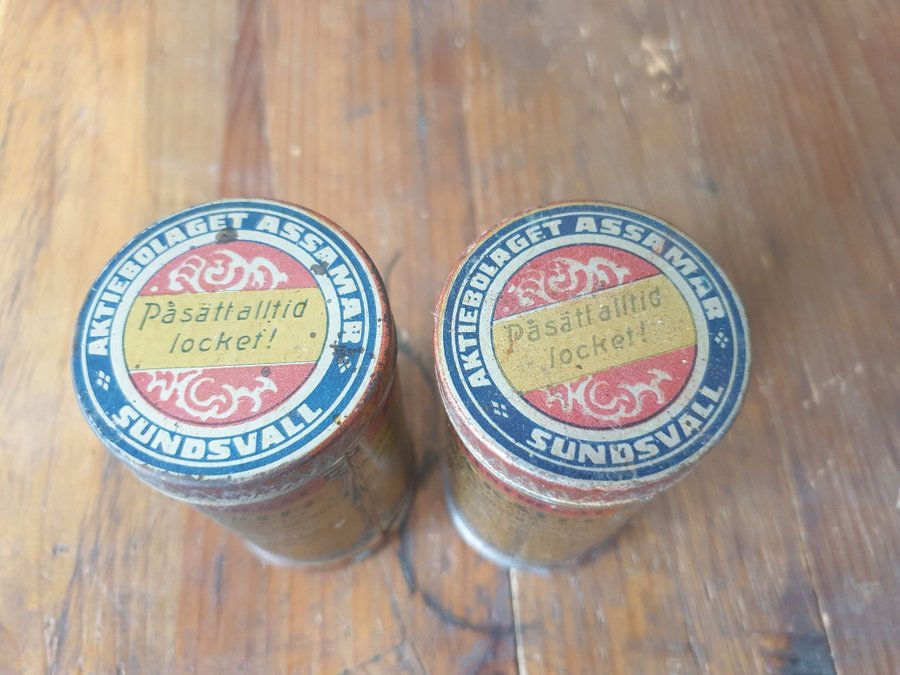 AKTIEBOLAGET ASSAMAR
Påsätt alltid
locket!
SUNDSVALL
AKTIEBOLAGET ASSAMAR
Påsätt alltid
locket!
SUNDSVALL